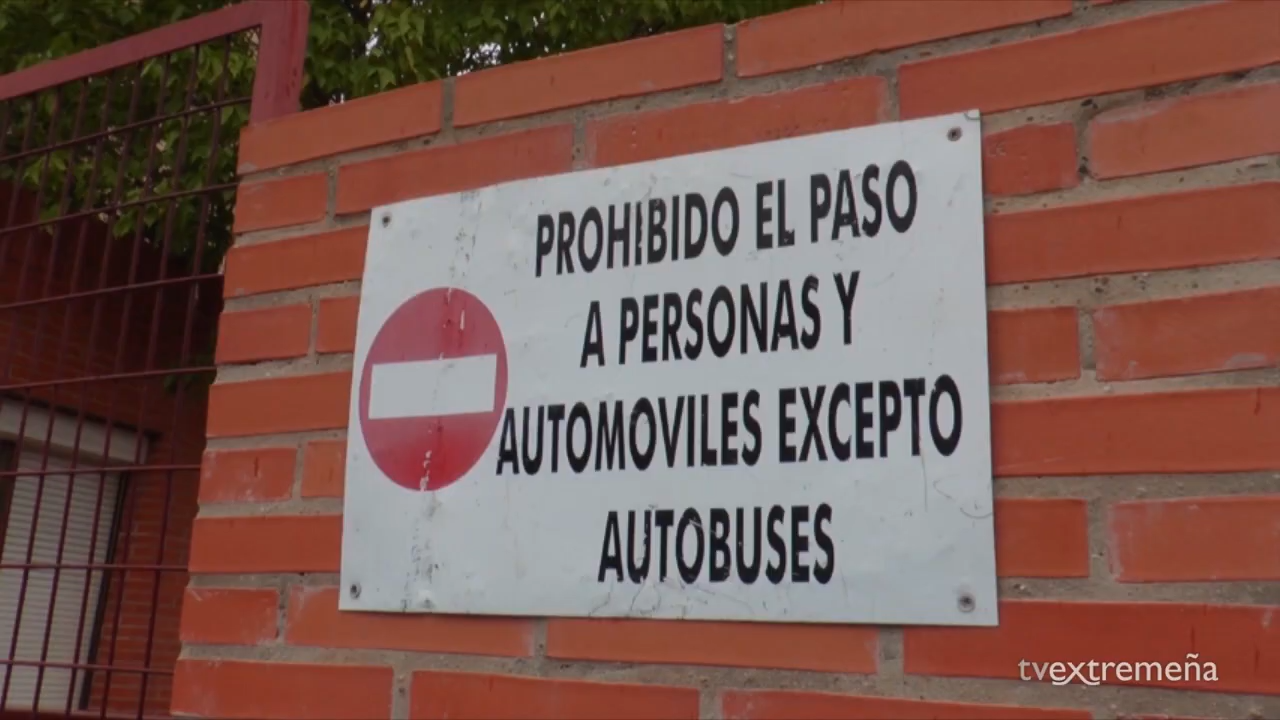 PROHIBIDO EL PASO
A PERSONAS Y
AUTOMOVILES EXCEPTO
AUTOBUSES
tvextremeña